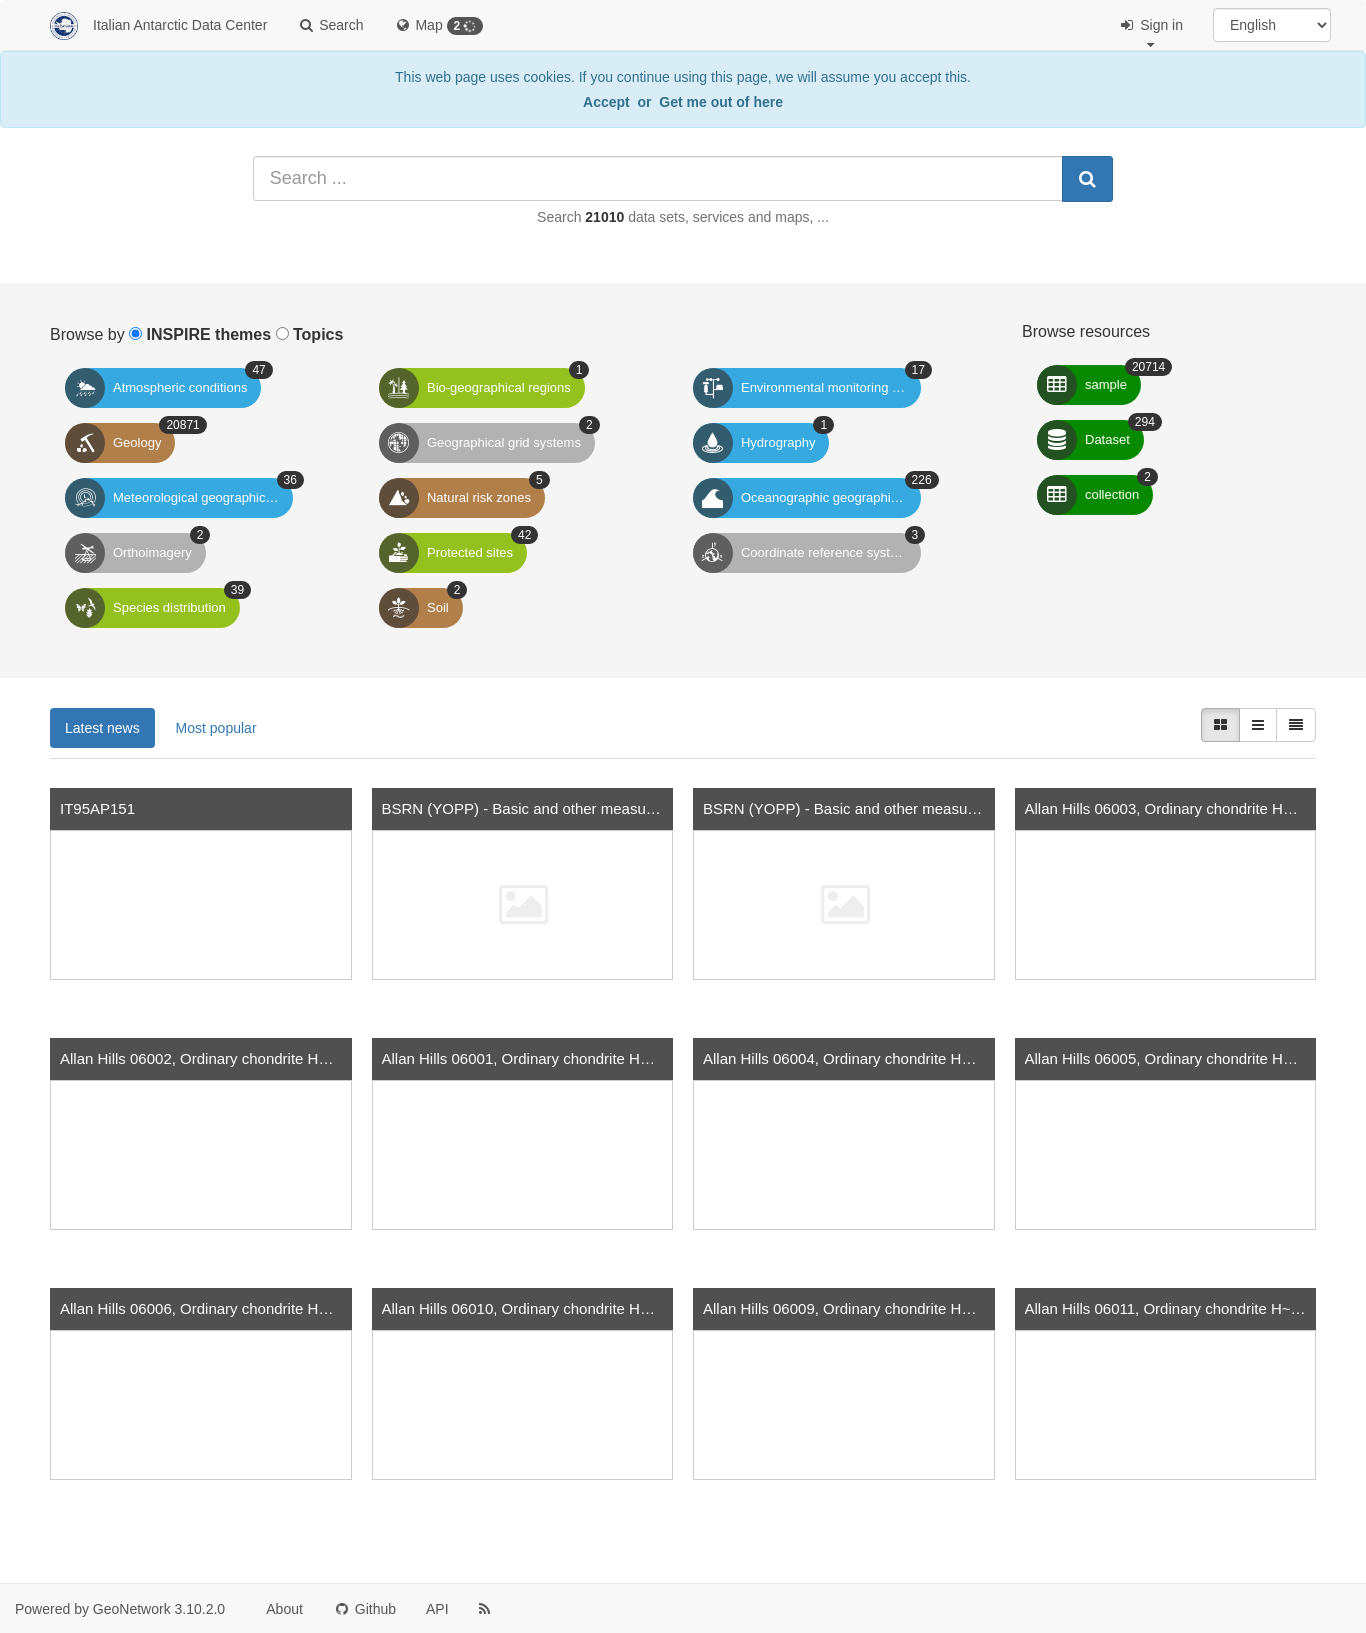 Italian Antarctic Data Center Search Map 2 Sign in English
This web page uses cookies. If you continue using this page, we will assume you accept this.
Accept or Get me out of here
Search ...
Search 21010 data sets, services and maps, ...
Browse by INSPIRE themes Topics
Atmospheric conditions 47
Bio-geographical regions 1
Environmental monitoring ... 17
Geology 20871
Geographical grid systems 2
Hydrography 1
Meteorological geographic... 36
Natural risk zones 5
Oceanographic geographi... 226
Orthoimagery 2
Protected sites 42
Coordinate reference syst... 3
Species distribution 39
Soil 2
Browse resources
sample 20714
Dataset 294
collection 2
Latest news Most popular
IT95AP151
BSRN (YOPP) - Basic and other measu...
BSRN (YOPP) - Basic and other measu...
Allan Hills 06003, Ordinary chondrite H...
Allan Hills 06002, Ordinary chondrite H...
Allan Hills 06001, Ordinary chondrite H...
Allan Hills 06004, Ordinary chondrite H...
Allan Hills 06005, Ordinary chondrite H...
Allan Hills 06006, Ordinary chondrite H...
Allan Hills 06010, Ordinary chondrite H...
Allan Hills 06009, Ordinary chondrite H...
Allan Hills 06011, Ordinary chondrite H~...
Powered by GeoNetwork 3.10.2.0 About Github API